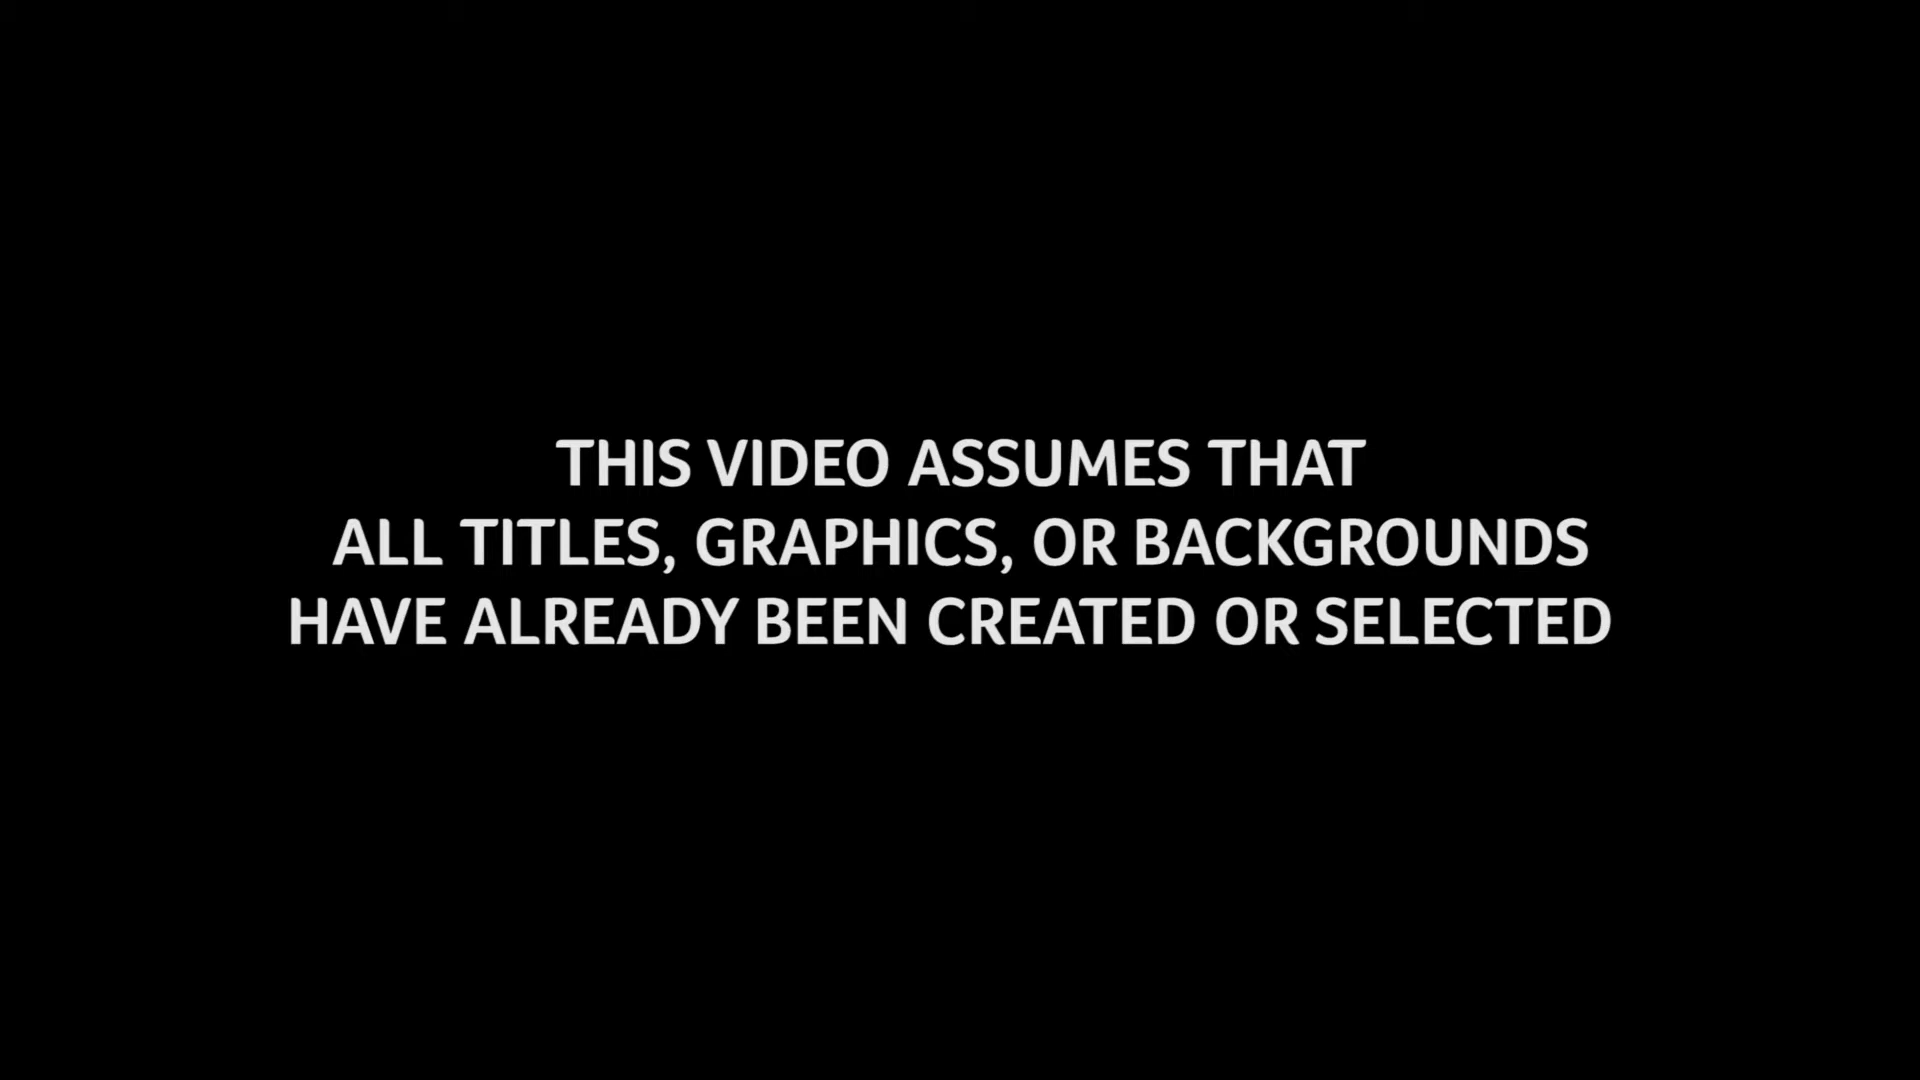 THIS VIDEO ASSUMES THAT
ALL TITLES, GRAPHICS, OR BACKGROUNDS
HAVE ALREADY BEEN CREATED OR SELECTED